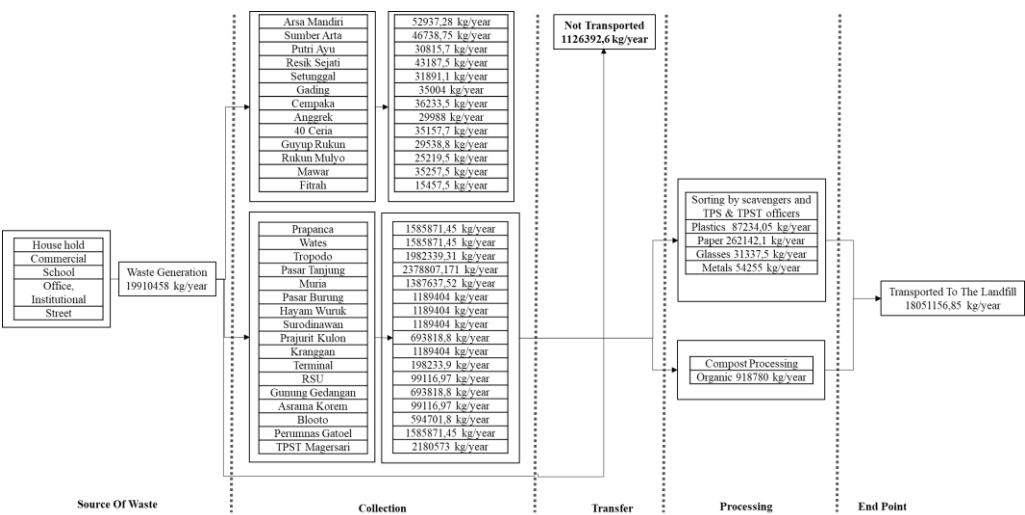 House hold
Commercial
School
Office,
Institutional
Street
Waste Generation
19910458 kg/year
Arsa Mandiri 52937,28 kg/year
Sumber Arta 46738,75 kg/year
Putri Ayu 30815,7 kg/year
Resik Sejati 43187,5 kg/year
Setunggal 31891,1 kg/year
Gading 35004 kg/year
Cempaka 36233,5 kg/year
Anggrek 29988 kg/year
40 Ceria 35157,7 kg/year
Guyup Rukun 29538,8 kg/year
Rukun Mulyo 25219,5 kg/year
Mawar 35257,5 kg/year
Fitrah 15457,5 kg/year
Prapanca 1585871,45 kg/year
Wates 1585871,45 kg/year
Tropodo 1982339,31 kg/year
Pasar Tanjung 2378807,171 kg/year
Muria 1387637,52 kg/year
Pasar Burung 1189404 kg/year
Hayam Wuruk 1189404 kg/year
Surodinawan 1189404 kg/year
Prajurit Kulon 693818,8 kg/year
Kranggan 1189404 kg/year
Terminal 198233,9 kg/year
RSU 99116,97 kg/year
Gunung Gedangan 693818,8 kg/year
Asrama Korem 99116,97 kg/year
Blooto 594701,8 kg/year
Perumnas Gatoel 1585871,45 kg/year
TPST Magersari 2180573 kg/year
Not Transported
1126392,6 kg/year
Sorting by scavengers and
TPS & TPST officers
Plastics 87234,05 kg/year
Paper 262142,1 kg/year
Glasses 31337,5 kg/year
Metals 54255 kg/year
Compost Processing
Organic 918780 kg/year
Transported To The Landfill
18051156,85 kg/year
Source Of Waste
Collection
Transfer
Processing
End Point